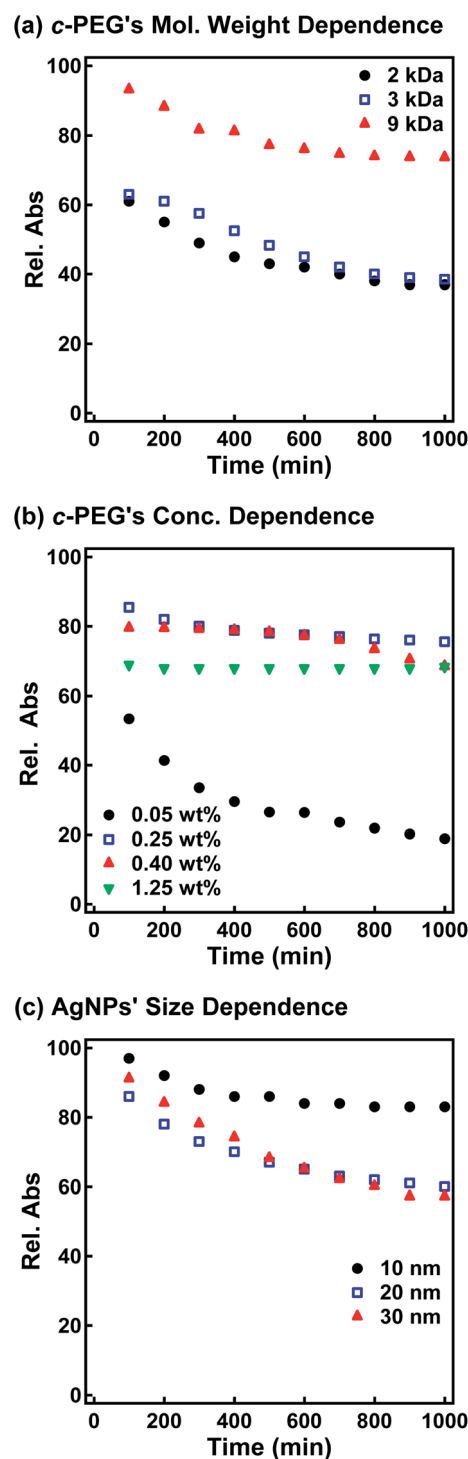 (a) c-PEG's Mol. Weight Dependence
100
80
60
40
20
0
Rel. Abs
2 kDa
3 kDa
9 kDa
0 200 400 600 800 1000
Time (min)
(b) c-PEG's Conc. Dependence
100
80
60
40
20
0
Rel. Abs
0.05 wt%
0.25 wt%
0.40 wt%
1.25 wt%
0 200 400 600 800 1000
Time (min)
(c) AgNPs' Size Dependence
100
80
60
40
20
0
Rel. Abs
10 nm
20 nm
30 nm
0 200 400 600 800 1000
Time (min)